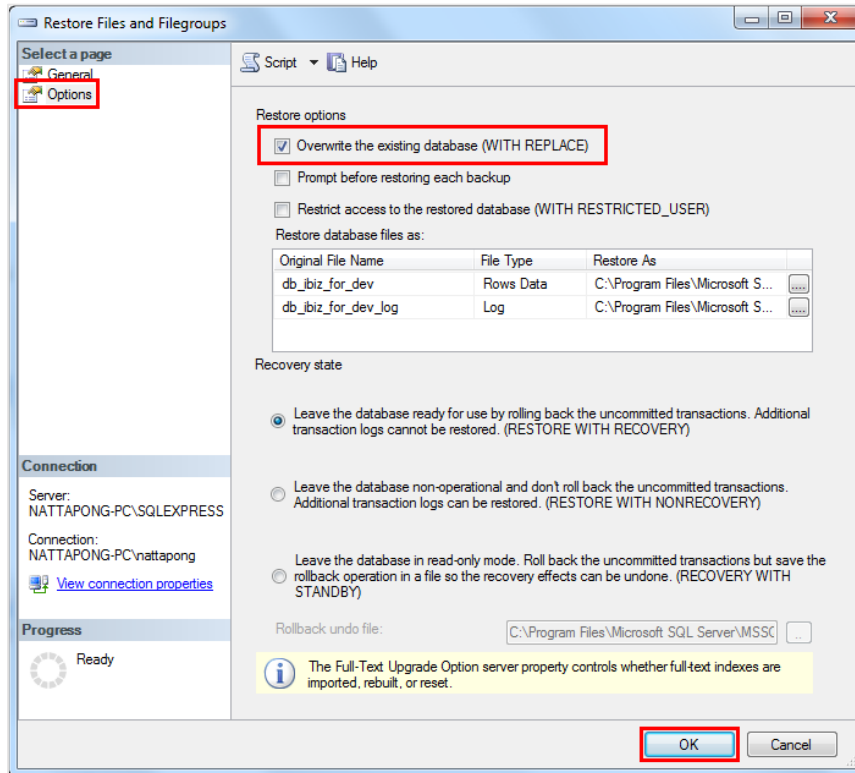 Restore Files and Filegroups
Select a page
General
Options
Script
Help
Restore options
Overwrite the existing database (WITH REPLACE)
Prompt before restoring each backup
Restrict access to the restored database (WITH RESTRICTED_USER)
Restore database files as:
Original File Name File Type Restore As
db_ibiz_for_dev Rows Data C:\Program Files\Microsoft S... ....
db_ibiz_for_dev_log Log C:\Program Files\Microsoft S... ....
Recovery state
Leave the database ready for use by rolling back the uncommitted transactions. Additional
transaction logs cannot be restored. (RESTORE WITH RECOVERY)
Leave the database non-operational and don't roll back the uncommitted transactions.
Additional transaction logs can be restored. (RESTORE WITH NONRECOVERY)
Leave the database in read-only mode. Roll back the uncommitted transactions but save the
rollback operation in a file so the recovery effects can be undone. (RECOVERY WITH
STANDBY)
Rollback undo file: C:\Program Files\Microsoft SQL Server\MSSC ..
The Full-Text Upgrade Option server property controls whether full-text indexes are
imported, rebuilt, or reset.
Connection
Server:
NATTAPONG-PC\SQLEXPRESS
Connection:
NATTAPONG-PC\nattapong
View connection properties
Progress
Ready
OK
Cancel